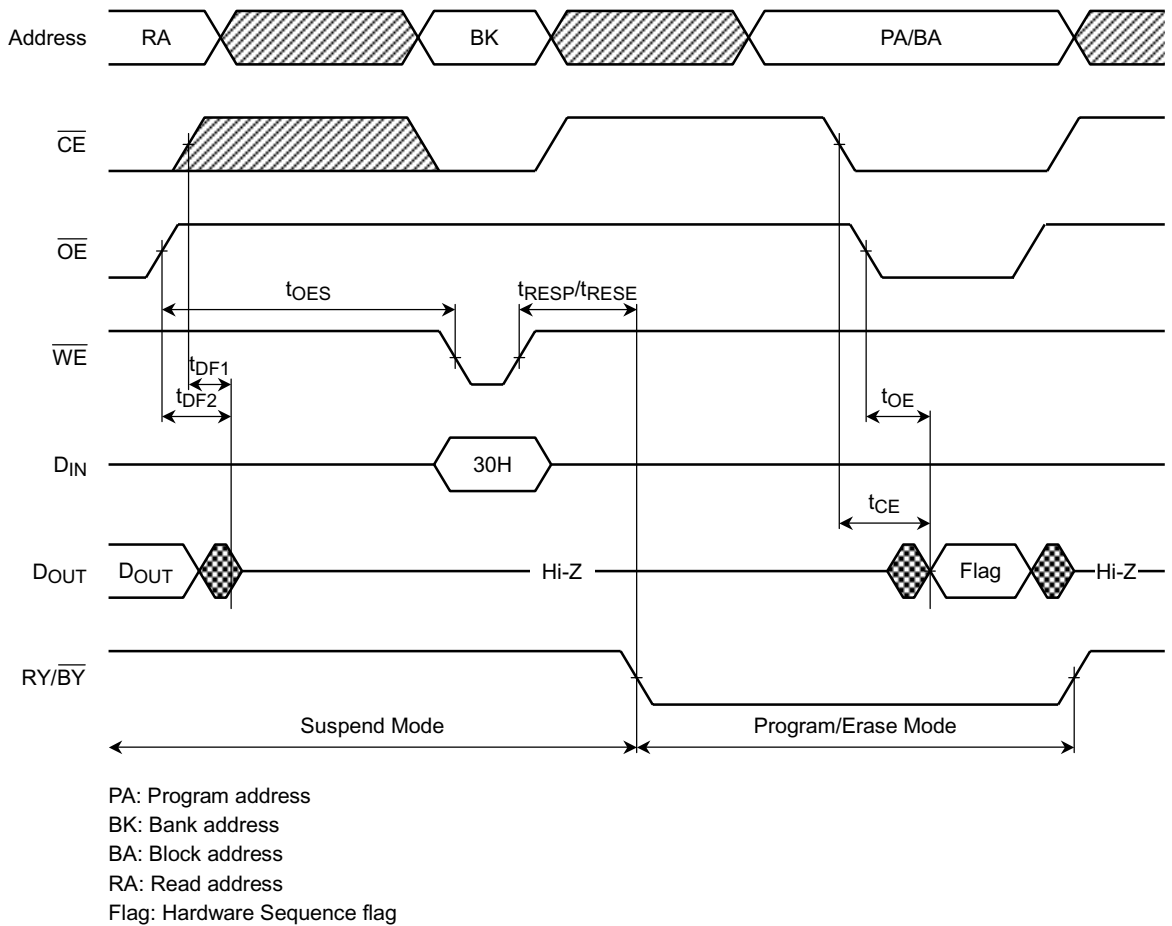 Address RA BK PA/BA
CE
OE
tOES tRESP/tRESE
WE
tDF1
tDF2 tOE
DIN 30H
tCE
DOUT DOUT Hi-Z Flag Hi-Z
RY/BY
Suspend Mode Program/Erase Mode
PA: Program address
BK: Bank address
BA: Block address
RA: Read address
Flag: Hardware Sequence flag